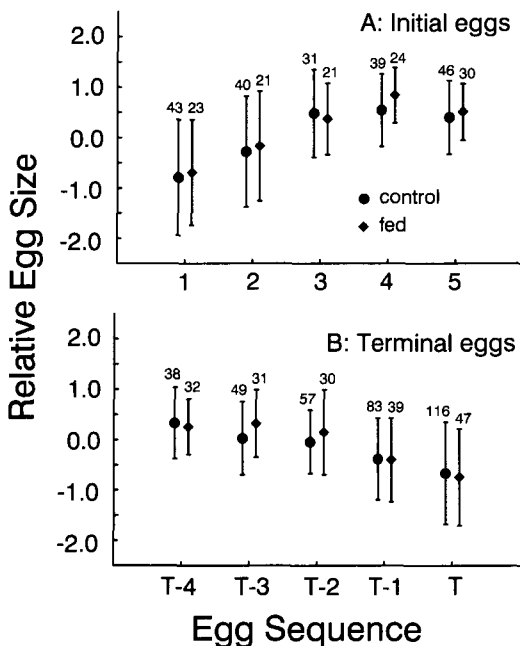 A: Initial eggs
2.0
1.0
0.0
-1.0
-2.0
43 23
40 21
31 21
39 24
46 30
control
fed
1 2 3 4 5
Relative Egg Size
B: Terminal eggs
2.0
1.0
0.0
-1.0
-2.0
38 32
49 31
57 30
83 39
116 47
T-4 T-3 T-2 T-1 T
Egg Sequence